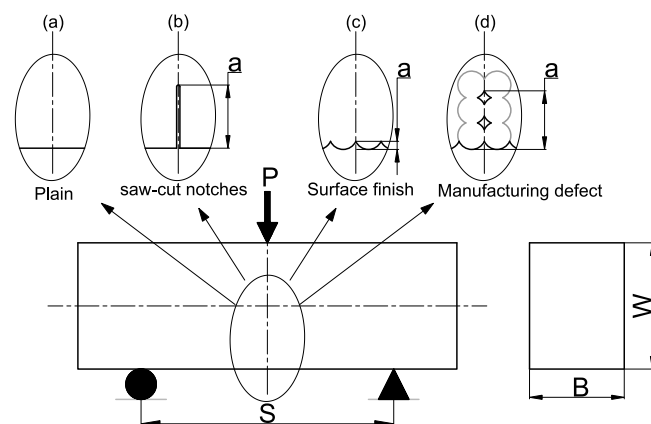 (a) (b) (c) (d)
a a a
Plain saw-cut notches Surface finish Manufacturing defect
P
W
B
S